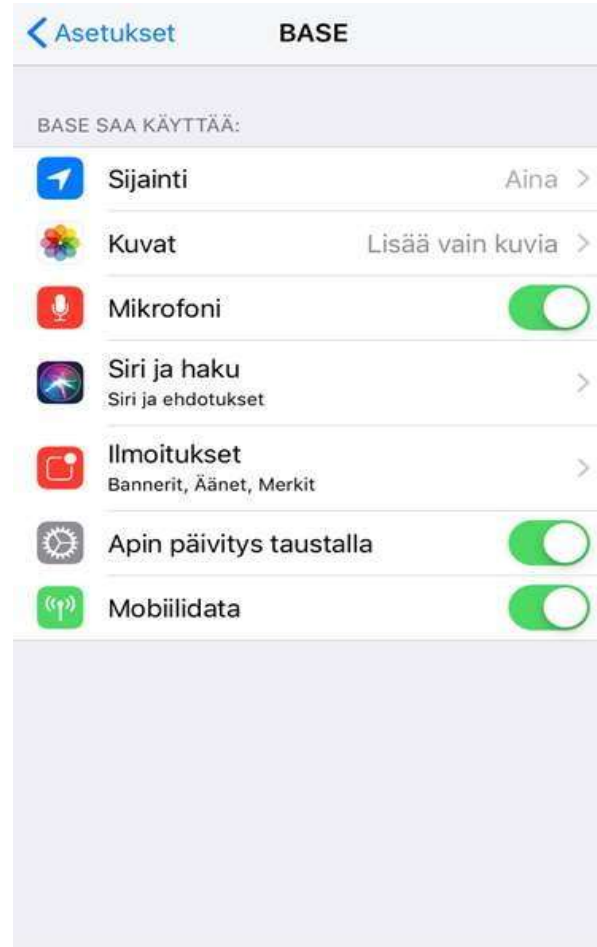 Asetukset BASE
BASE SAA KÄYTTÄÄ:
Sijainti Aina
Kuvat Lisää vain kuvia
Mikrofoni
Siri ja haku
Siri ja ehdotukset
Ilmoitukset
Bannerit, Äänet, Merkit
Apin päivitys taustalla
Mobiilidata